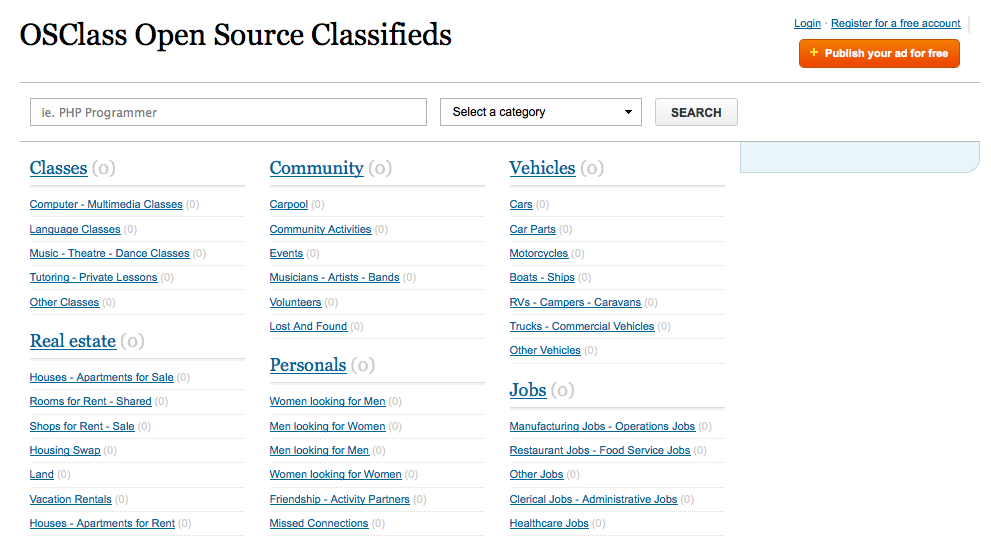 OSClass Open Source Classifieds
Login · Register for a free account
+ Publish your ad for free
ie. PHP Programmer
Select a category
SEARCH
Classes (0)
Computer - Multimedia Classes (0)
Language Classes (0)
Music - Theatre - Dance Classes (0)
Tutoring - Private Lessons (0)
Other Classes (0)
Real estate (0)
Houses - Apartments for Sale (0)
Rooms for Rent - Shared (0)
Shops for Rent - Sale (0)
Housing Swap (0)
Land (0)
Vacation Rentals (0)
Houses - Apartments for Rent (0)
Community (0)
Carpool (0)
Community Activities (0)
Events (0)
Musicians - Artists - Bands (0)
Volunteers (0)
Lost And Found (0)
Personals (0)
Women looking for Men (0)
Men looking for Women (0)
Men looking for Men (0)
Women looking for Women (0)
Friendship - Activity Partners (0)
Missed Connections (0)
Vehicles (0)
Cars (0)
Car Parts (0)
Motorcycles (0)
Boats - Ships (0)
RVs - Campers - Caravans (0)
Trucks - Commercial Vehicles (0)
Other Vehicles (0)
Jobs (0)
Manufacturing Jobs - Operations Jobs (0)
Restaurant Jobs - Food Service Jobs (0)
Other Jobs (0)
Clerical Jobs - Administrative Jobs (0)
Healthcare Jobs (0)